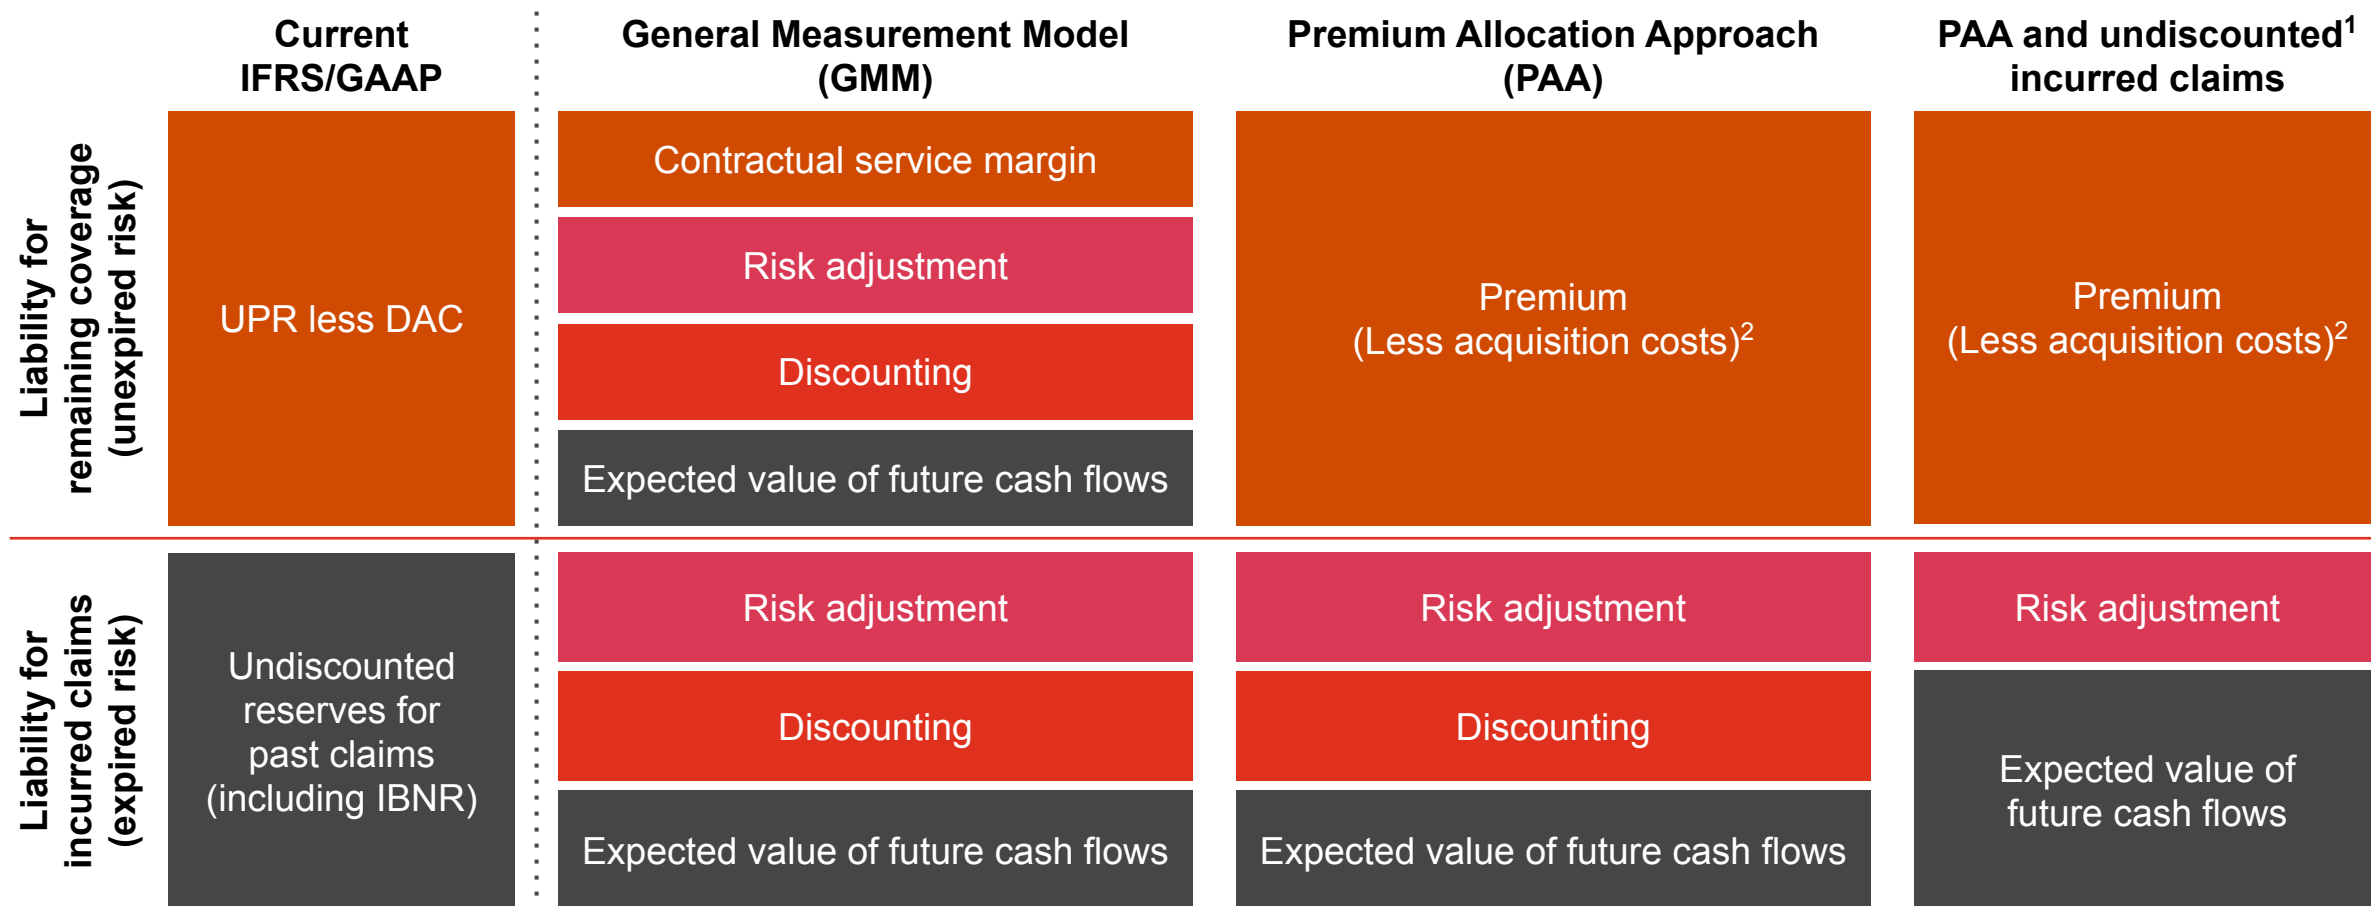 Current
IFRS/GAAP
General Measurement Model
(GMM)
Premium Allocation Approach
(PAA)
PAA and undiscounted¹
incurred claims
Liability for
remaining coverage
(unexpired risk)
UPR less DAC
Contractual service margin
Risk adjustment
Discounting
Expected value of future cash flows
Premium
(Less acquisition costs)²
Premium
(Less acquisition costs)²
Liability for
incurred claims
(expired risk)
Undiscounted
reserves for
past claims
(including IBNR)
Risk adjustment
Discounting
Expected value of future cash flows
Risk adjustment
Discounting
Expected value of future cash flows
Risk adjustment
Expected value of
future cash flows